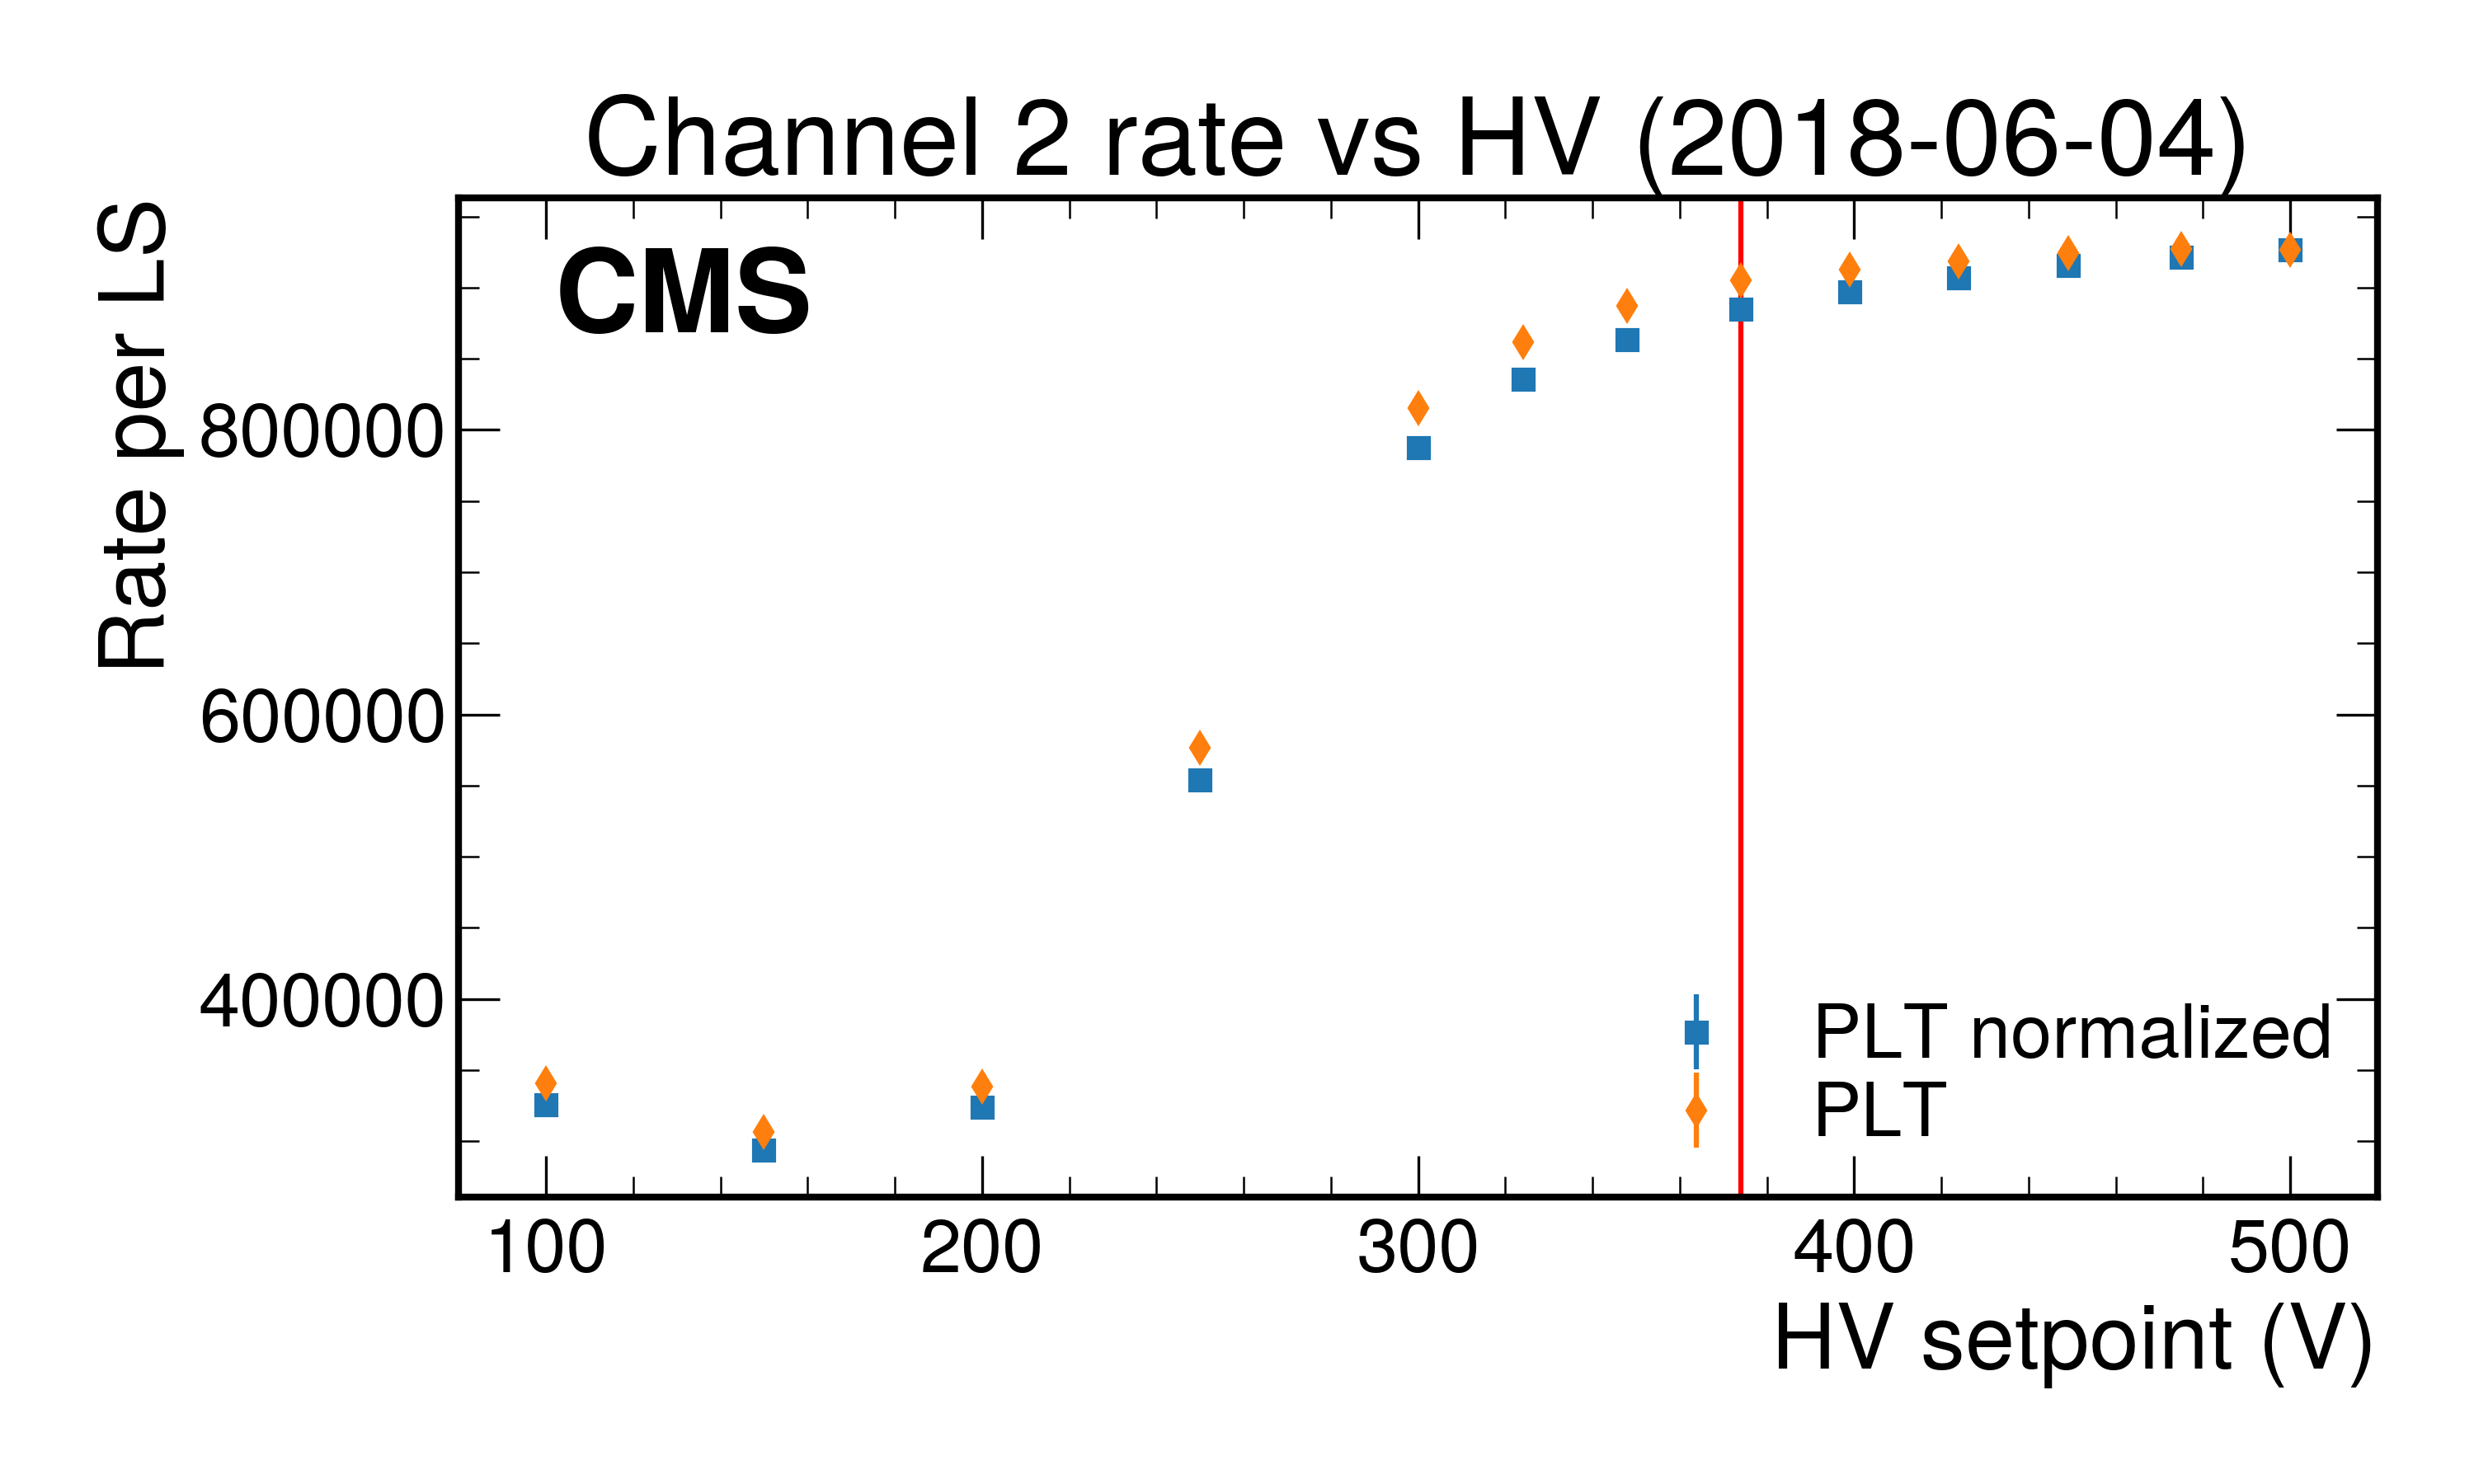 Channel 2 rate vs HV (2018-06-04)
CMS
Rate per LS
800000
600000
400000
PLT normalized
PLT
100 200 300 400 500
HV setpoint (V)